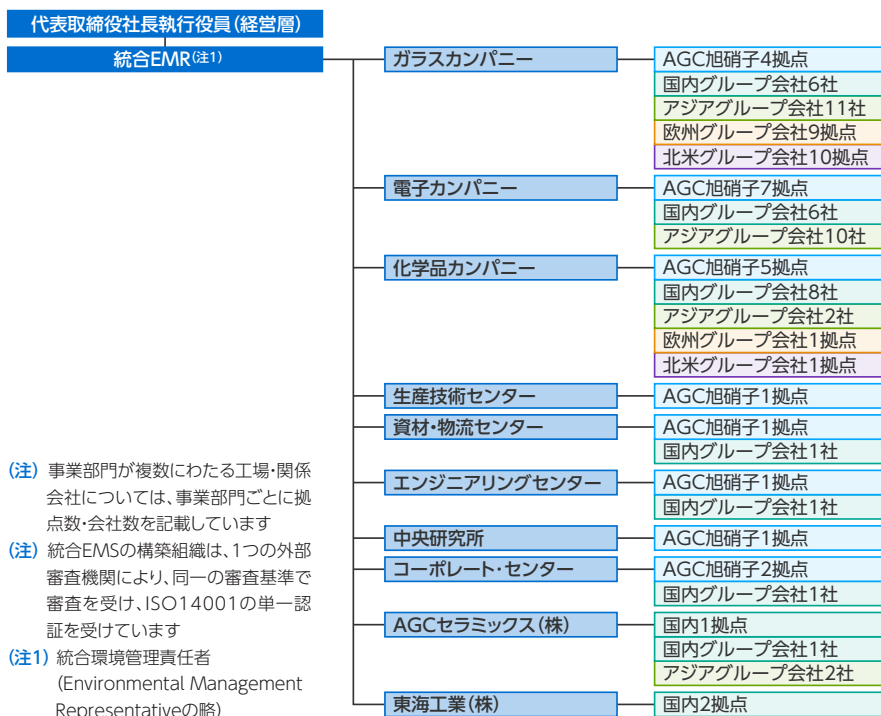 代表取締役社長執行役員(経営層)
統合EMR(注1)
ガラスカンパニー
AGC旭硝子4拠点
国内グループ会社6社
アジアグループ会社11社
欧州グループ会社9拠点
北米グループ会社10拠点
電子カンパニー
AGC旭硝子7拠点
国内グループ会社6社
アジアグループ会社10社
化学品カンパニー
AGC旭硝子5拠点
国内グループ会社8社
アジアグループ会社2社
欧州グループ会社1拠点
北米グループ会社1拠点
生産技術センター
AGC旭硝子1拠点
資材・物流センター
AGC旭硝子1拠点
国内グループ会社1社
エンジニアリングセンター
AGC旭硝子1拠点
国内グループ会社1社
中央研究所
AGC旭硝子1拠点
コーポレート・センター
AGC旭硝子2拠点
国内グループ会社1社
AGCセラミックス(株)
国内1拠点
国内グループ会社1社
アジアグループ会社2社
東海工業(株)
国内2拠点
(注) 事業部門が複数にわたる工場・関係
会社については、事業部門ごとに拠
点数・会社数を記載しています
(注) 統合EMSの構築組織は、1つの外部
審査機関により、同一の審査基準で
審査を受け、ISO14001の単一認
証を受けています
(注1) 統合環境管理責任者
(Environmental Management
Representativeの略)